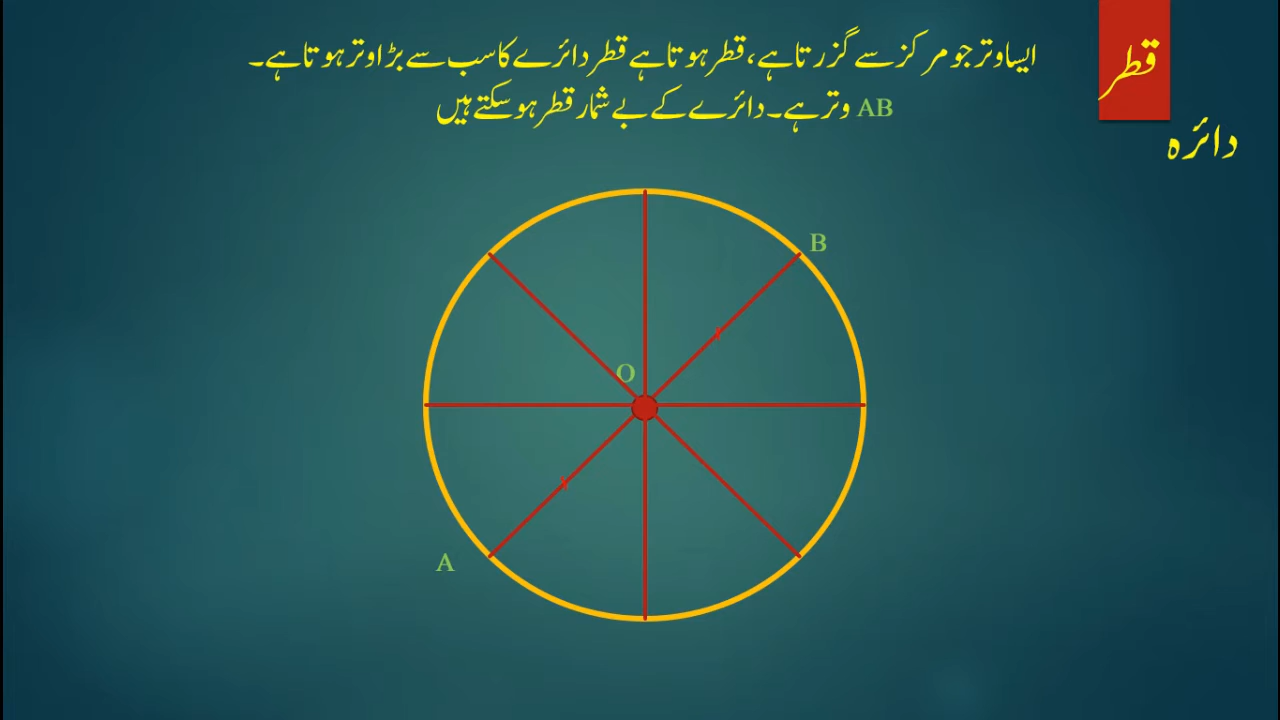 قطر
دائرہ
ایسا وتر جو مرکز سے گزرتا ہے، قطر ہوتا ہے قطر دائرے کا سب سے بڑا وتر ہوتا ہے۔
AB وتر ہے۔ دائرے کے بے شمار قطر ہو سکتے ہیں
B
O
A